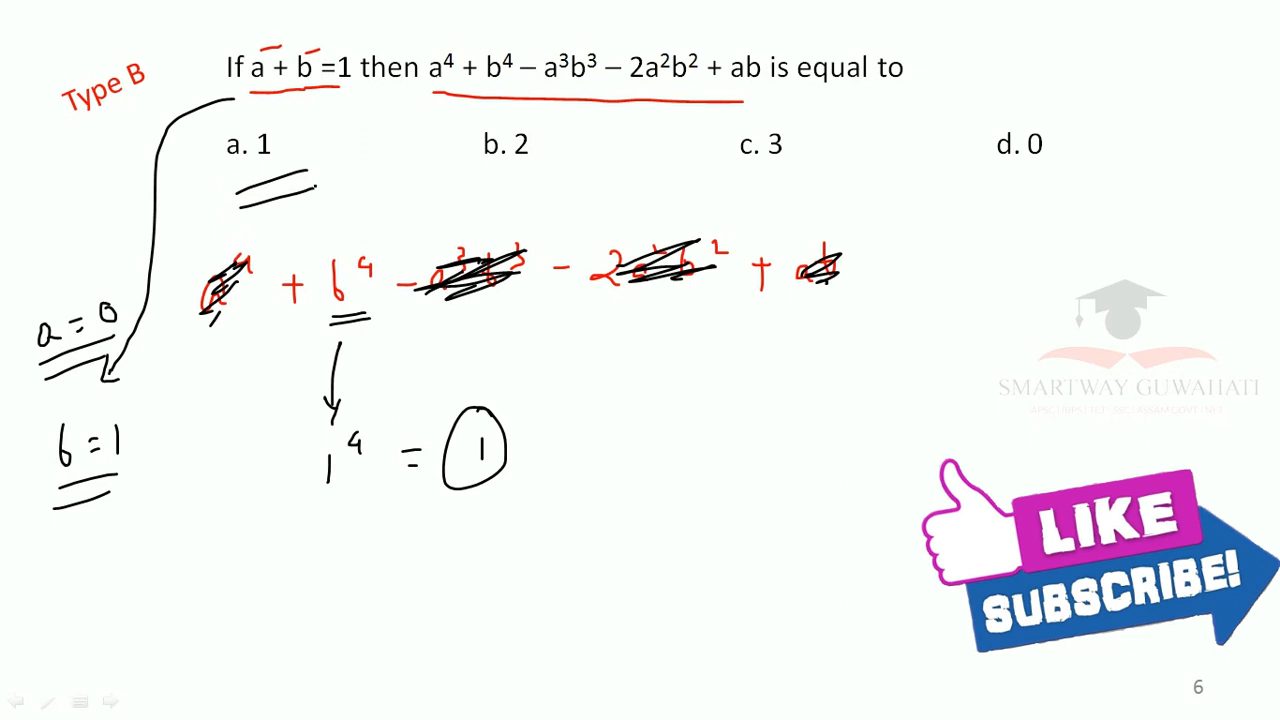 Type B
If a + b =1 then a⁴ + b⁴ – a³b³ – 2a²b² + ab is equal to
a. 1 b. 2 c. 3 d. 0
a⁴ + b⁴ – a³b³ – 2a²b² + ab
a = 0
b = 1
1⁴ = 1
SMARTWAY GUWAHATI
LIKE
SUBSCRIBE!
6